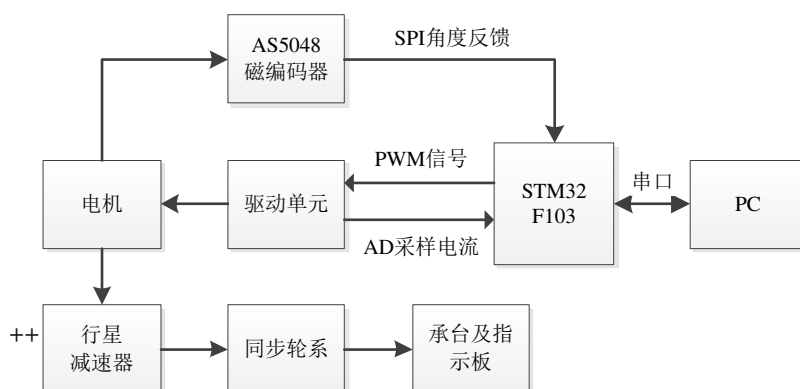 AS5048
磁编码器
SPI角度反馈
PWM信号
电机
驱动单元
STM32
F103
串口
PC
AD采样电流
++
行星
减速器
同步轮系
承台及指
示板